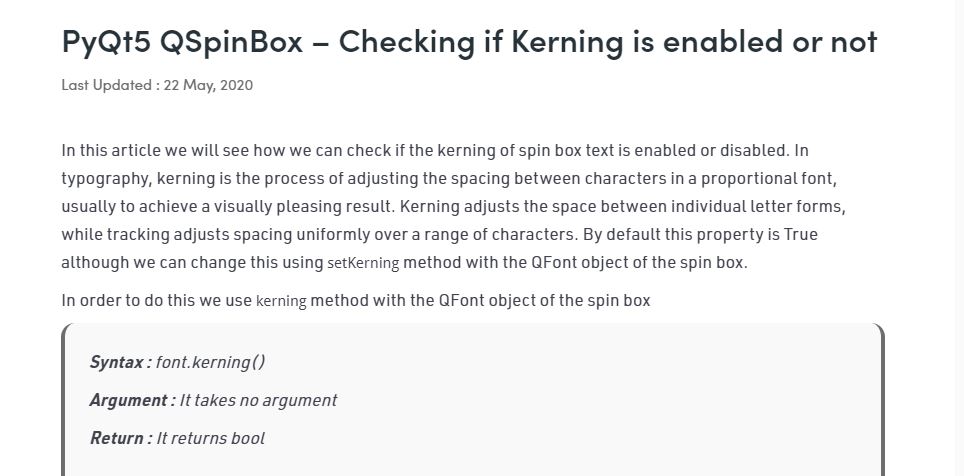 PyQt5 QSpinBox – Checking if Kerning is enabled or not
Last Updated : 22 May, 2020
In this article we will see how we can check if the kerning of spin box text is enabled or disabled. In
typography, kerning is the process of adjusting the spacing between characters in a proportional font,
usually to achieve a visually pleasing result. Kerning adjusts the space between individual letter forms,
while tracking adjusts spacing uniformly over a range of characters. By default this property is True
although we can change this using setKerning method with the QFont object of the spin box.
In order to do this we use kerning method with the QFont object of the spin box
Syntax : font.kerning()
Argument : It takes no argument
Return : It returns bool